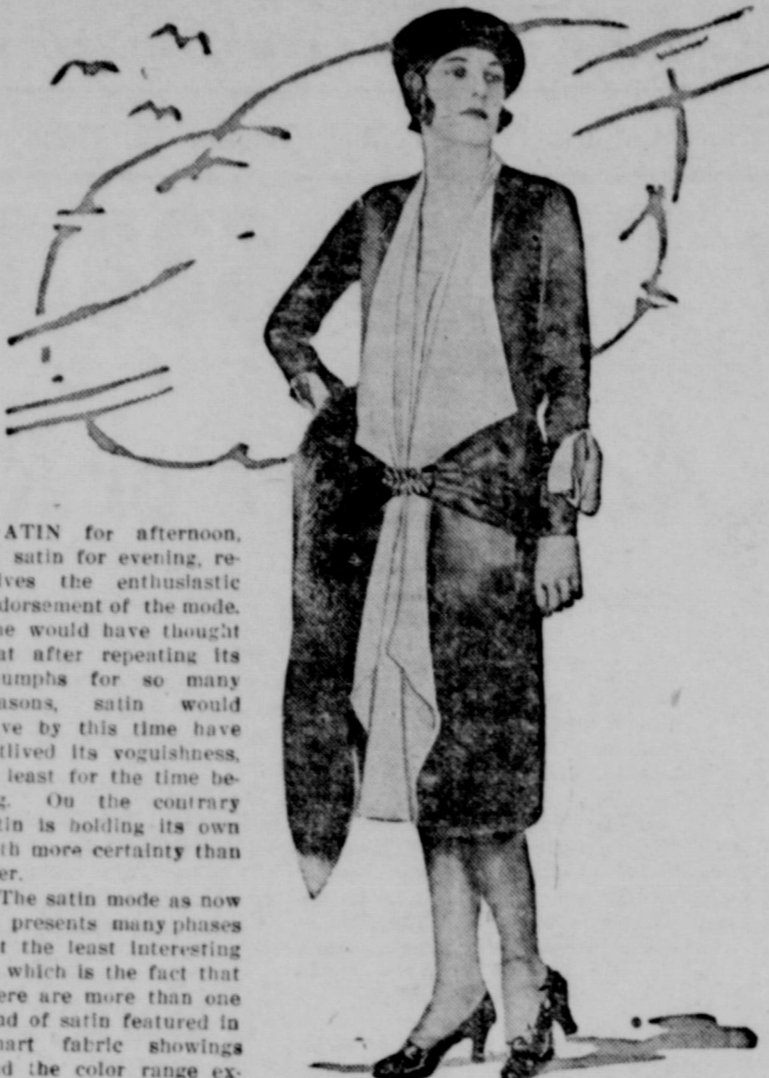 ATIN for afternoon,
satin for evening, re-
ives the enthusiastic
dorsement of the mode.
e would have thought
at after repeating its
umphs for so many
asons, satin would
ve by this time have
tlived its voguishness,
least for the time be-
g. On the contrary
tin is holding its own
th more certainty than
er.
The satin mode as now
presents many phases
t the least interesting
which is the fact that
ere are more than one
nd of satin featured in
nart fabric showings
d the color range ex-